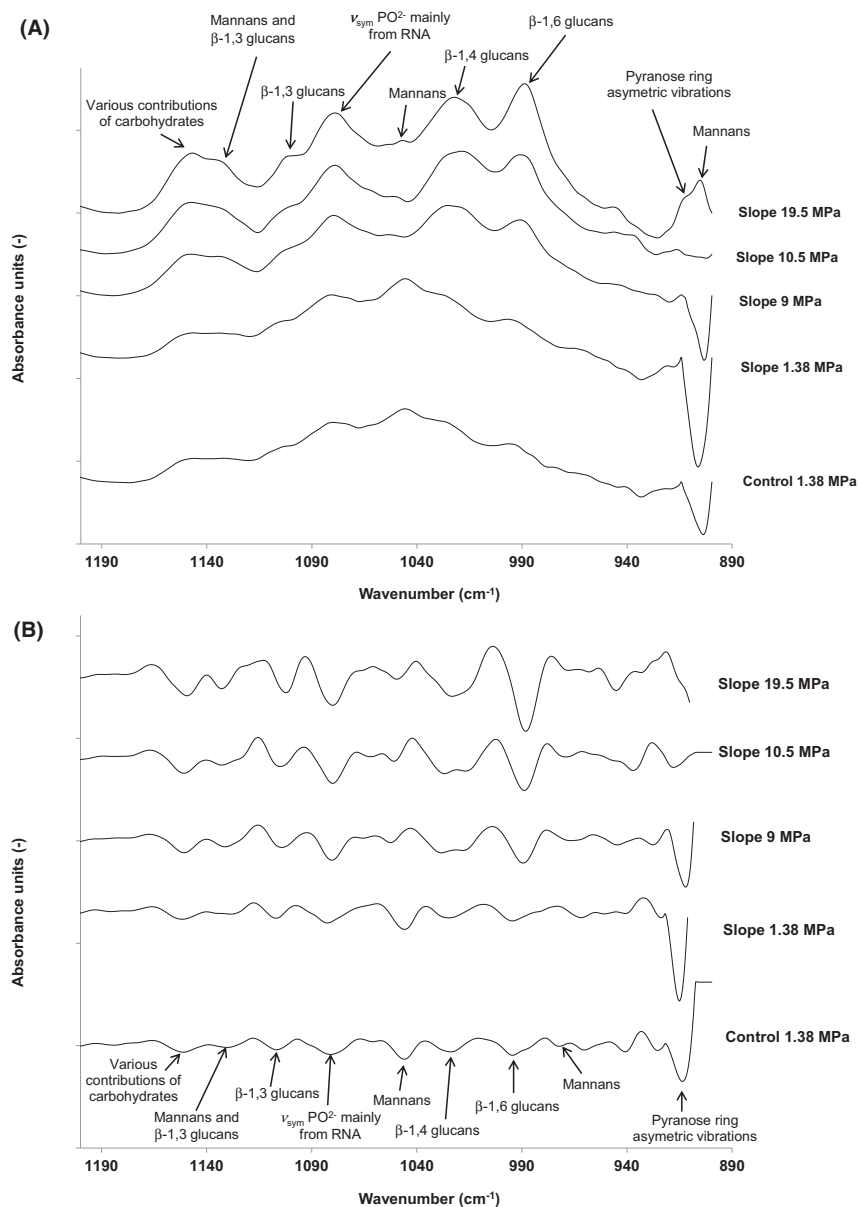 (A)
Mannans and
β-1,3 glucans
νsym PO²⁻ mainly
from RNA
β-1,6 glucans
β-1,4 glucans
Pyranose ring
asymetric vibrations
Various contributions
of carbohydrates
β-1,3 glucans
Mannans
Mannans
Absorbance units (-)
Slope 19.5 MPa
Slope 10.5 MPa
Slope 9 MPa
Slope 1.38 MPa
Control 1.38 MPa
1190 1140 1090 1040 990 940 890
Wavenumber (cm⁻¹)
(B)
Absorbance units (-)
Slope 19.5 MPa
Slope 10.5 MPa
Slope 9 MPa
Slope 1.38 MPa
Control 1.38 MPa
Various
contributions of
carbohydrates
Mannans and
β-1,3 glucans
β-1,3 glucans
νsym PO²⁻ mainly
from RNA
Mannans
β-1,4 glucans
β-1,6 glucans
Mannans
Pyranose ring
asymetric vibrations
1190 1140 1090 1040 990 940 890
Wavenumber (cm⁻¹)